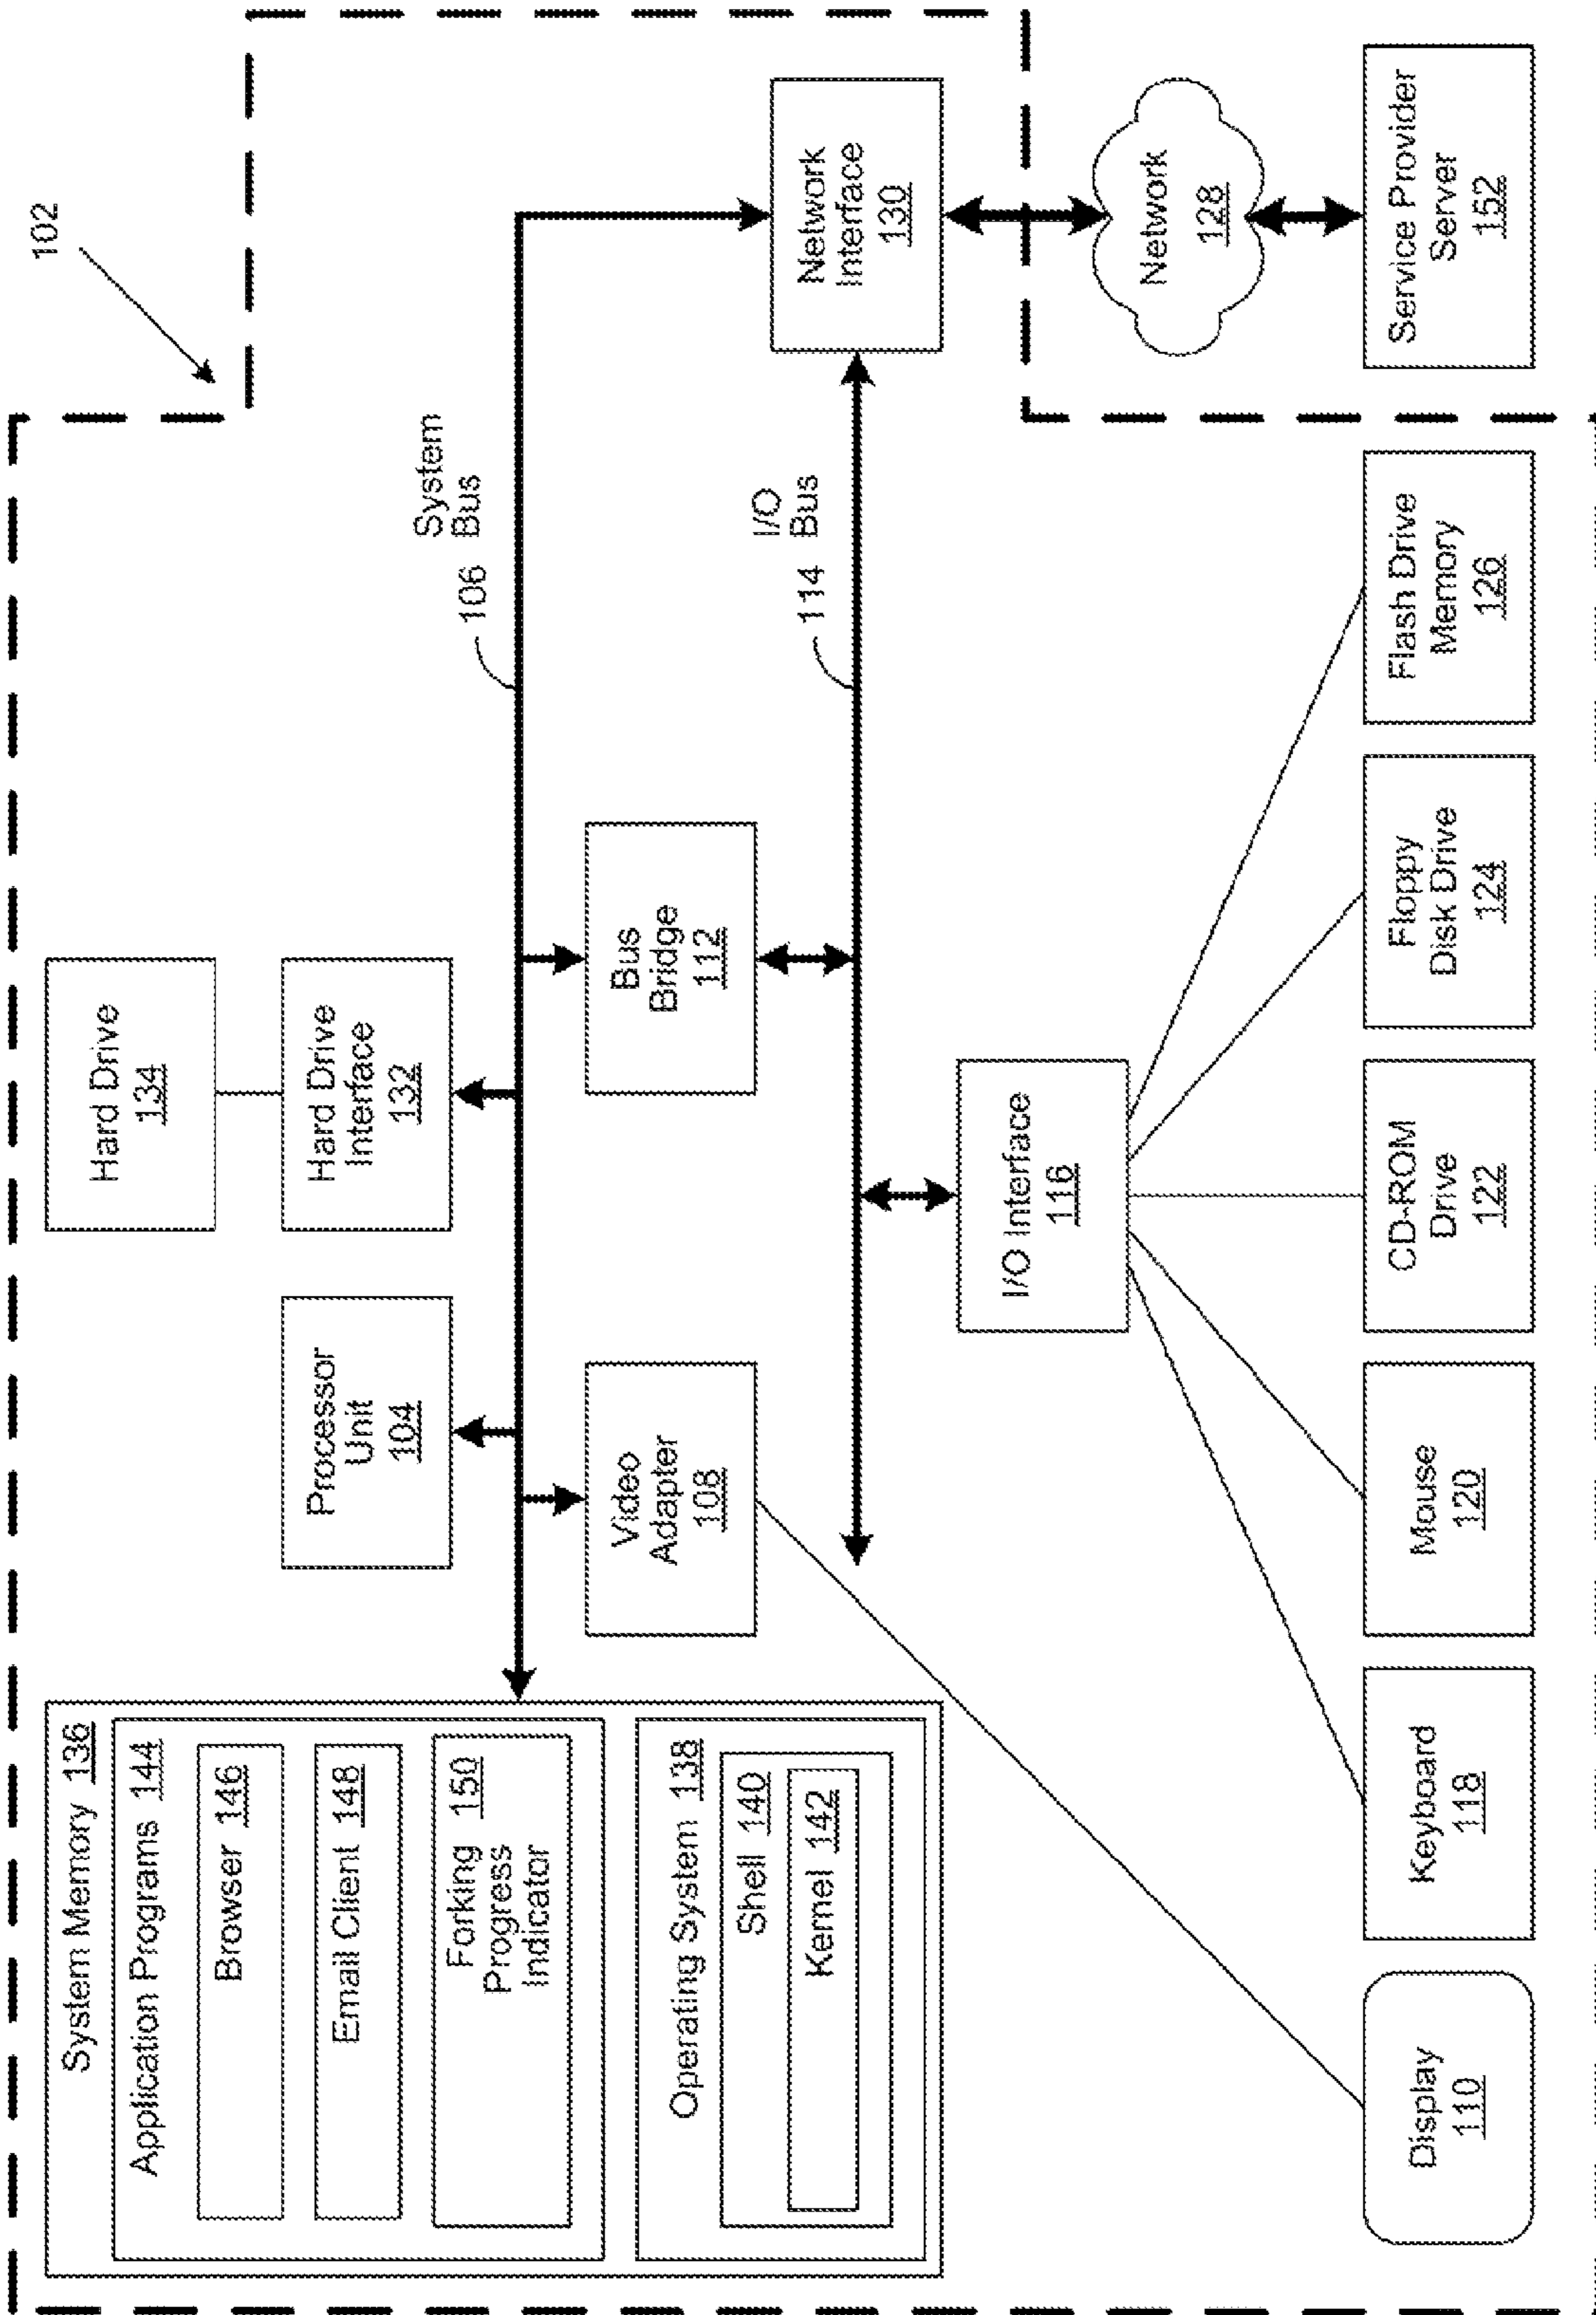 102
System Memory 136
Application Programs 144
Browser 146
Email Client 148
Forking 150
Progress
Indicator
Operating System 138
Shell 140
Kernel 142
Hard Drive
134
Processor
Unit
104
Hard Drive
Interface
132
System
106 Bus
Video
Adapter
108
Bus
Bridge
112
I/O
114 Bus
Network
Interface
130
I/O Interface
116
Network
128
Display
110
Keyboard
118
Mouse
120
CD-ROM
Drive
122
Floppy
Disk Drive
124
Flash Drive
Memory
126
Service Provider
Server
152